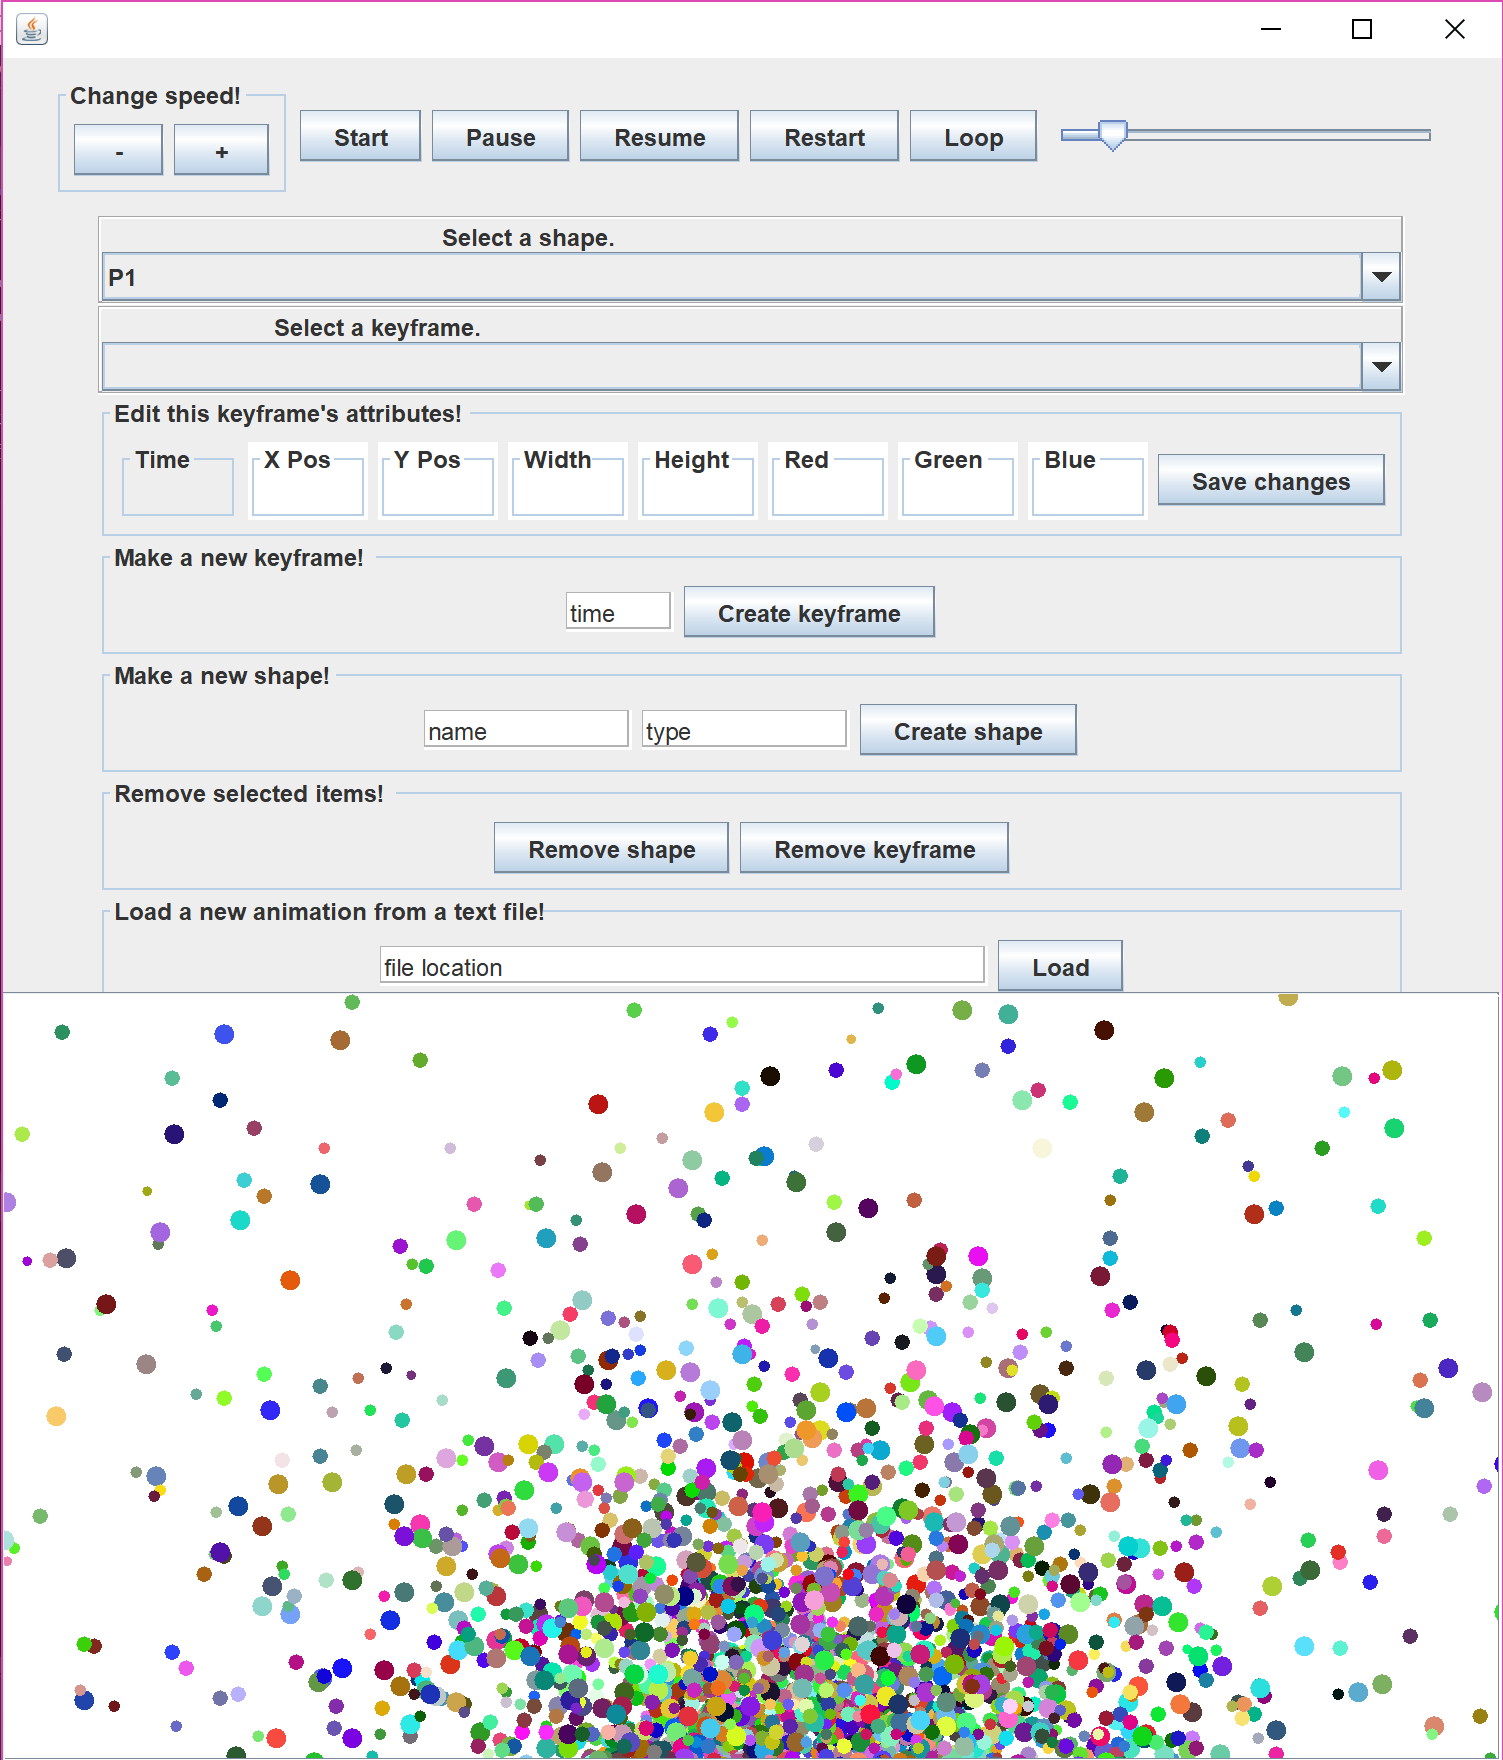 Change speed!
- + Start Pause Resume Restart Loop
Select a shape.
P1
Select a keyframe.
Edit this keyframe's attributes!
Time X Pos Y Pos Width Height Red Green Blue Save changes
Make a new keyframe!
time Create keyframe
Make a new shape!
name type Create shape
Remove selected items!
Remove shape Remove keyframe
Load a new animation from a text file!
file location Load